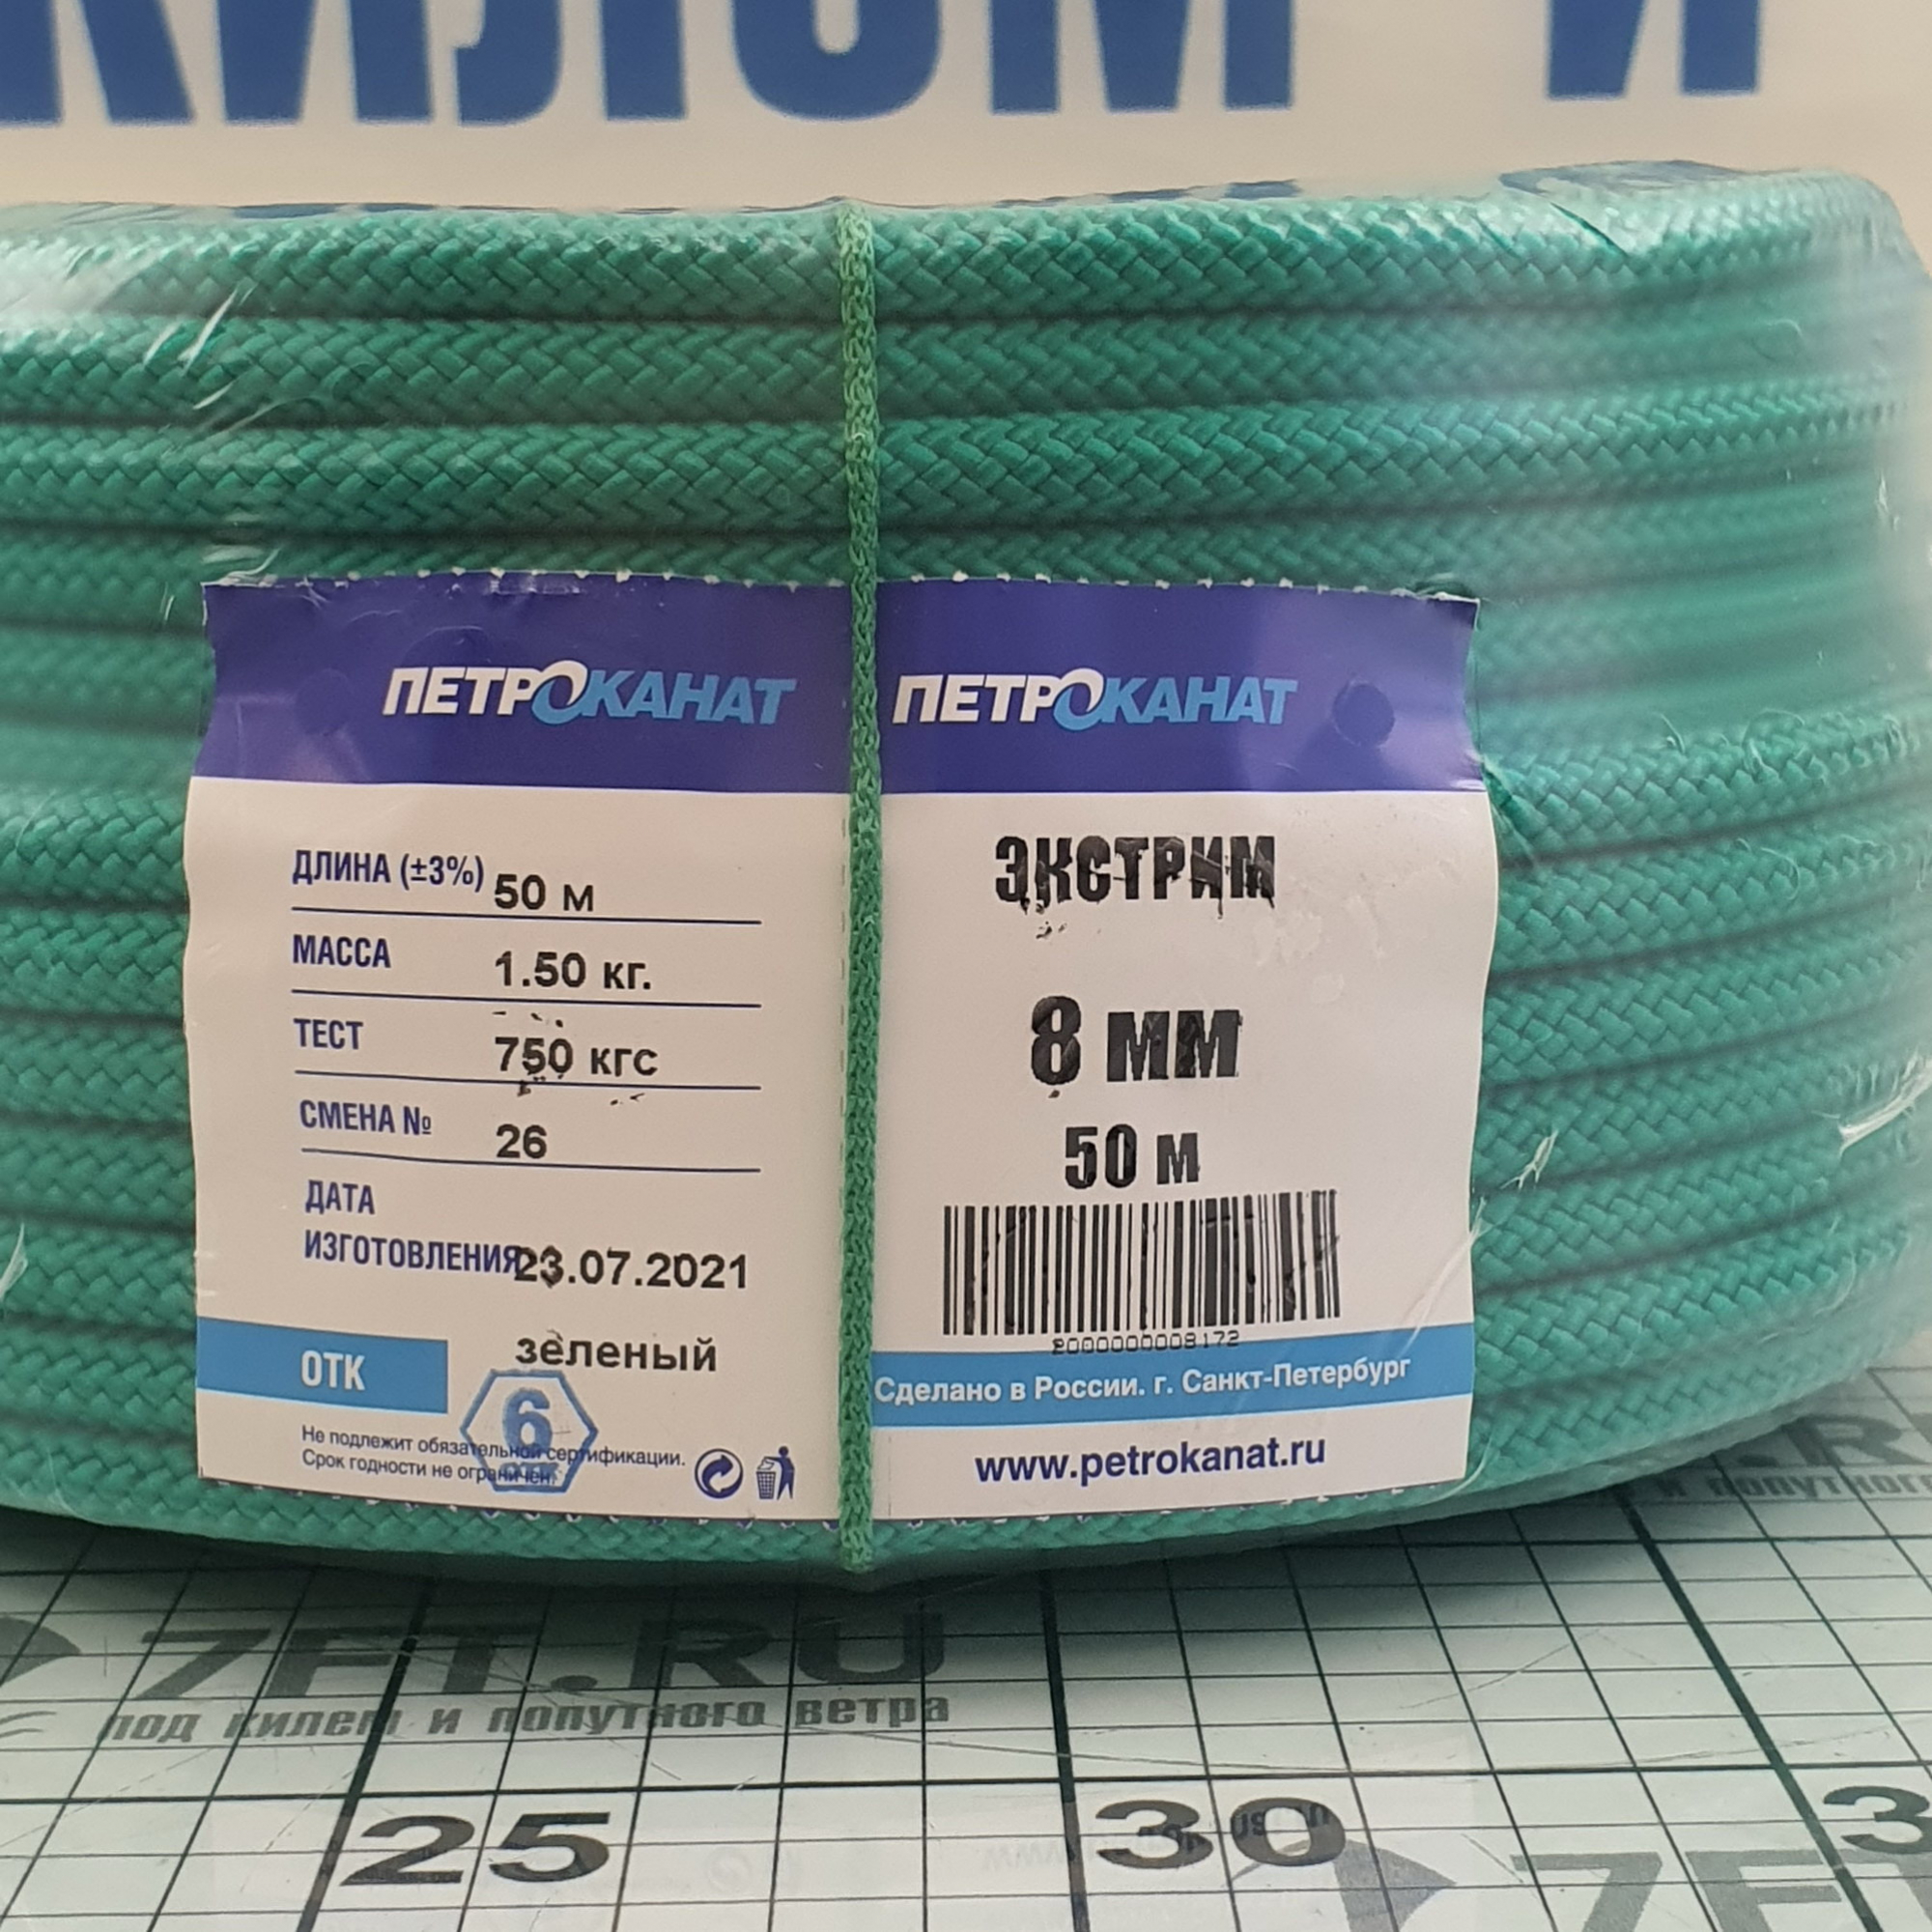 ПЕТРОКАНАТ
ДЛИНА (±3%) 50 м
МАССА 1.50 кг.
ТЕСТ 750 кгс
СМЕНА № 26
ДАТА
ИЗГОТОВЛЕНИЯ 23.07.2021
зеленый
ОТК
6
Не подлежит обязательной сертификации.
Срок годности не ограничен.
ПЕТРОКАНАТ
ЭКСТРИМ
8 мм
50 м
2000000008172
Сделано в России. г. Санкт-Петербург
www.petrokanat.ru
7FT.RU
под килем и попутного ветра
25
30